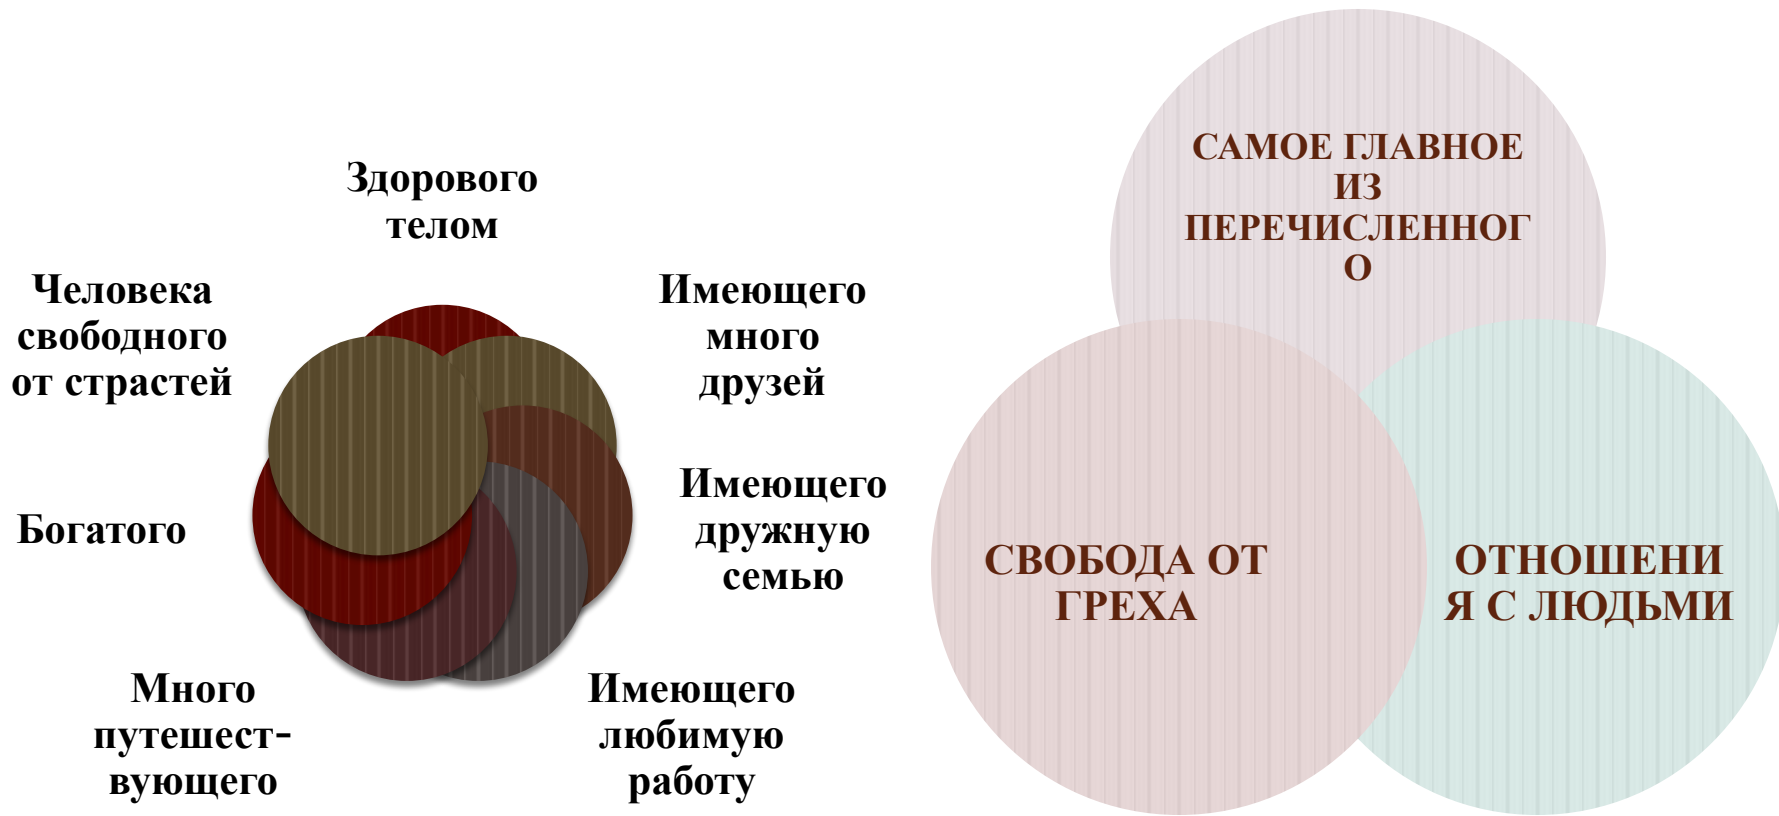 Здорового
телом
Имеющего
много
друзей
Имеющего
дружную
семью
Имеющего
любимую
работу
Много
путешест-
вующего
Богатого
Человека
свободного
от страстей
САМОЕ ГЛАВНОЕ
ИЗ
ПЕРЕЧИСЛЕННОГ
О
СВОБОДА ОТ
ГРЕХА
ОТНОШЕНИ
Я С ЛЮДЬМИ